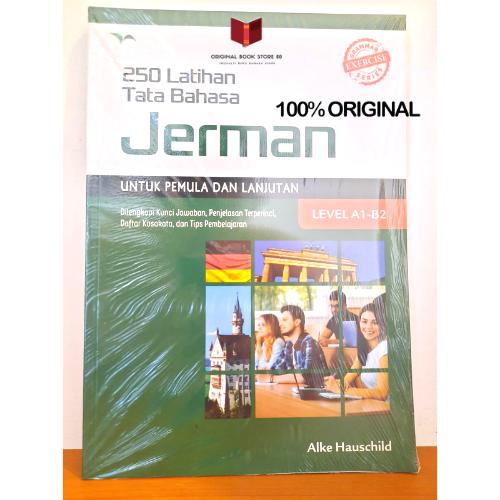 ORIGINAL BOOK STORE 80
250 Latihan
Tata Bahasa
GRAMMAR
EXERCISE
SERIES
100% ORIGINAL
Jerman
UNTUK PEMULA DAN LANJUTAN
Dilengkapi Kunci Jawaban, Penjelasan Terperinci,
Daftar Kosakata, dan Tips Pembelajaran
LEVEL A1-B2
Alke Hauschild